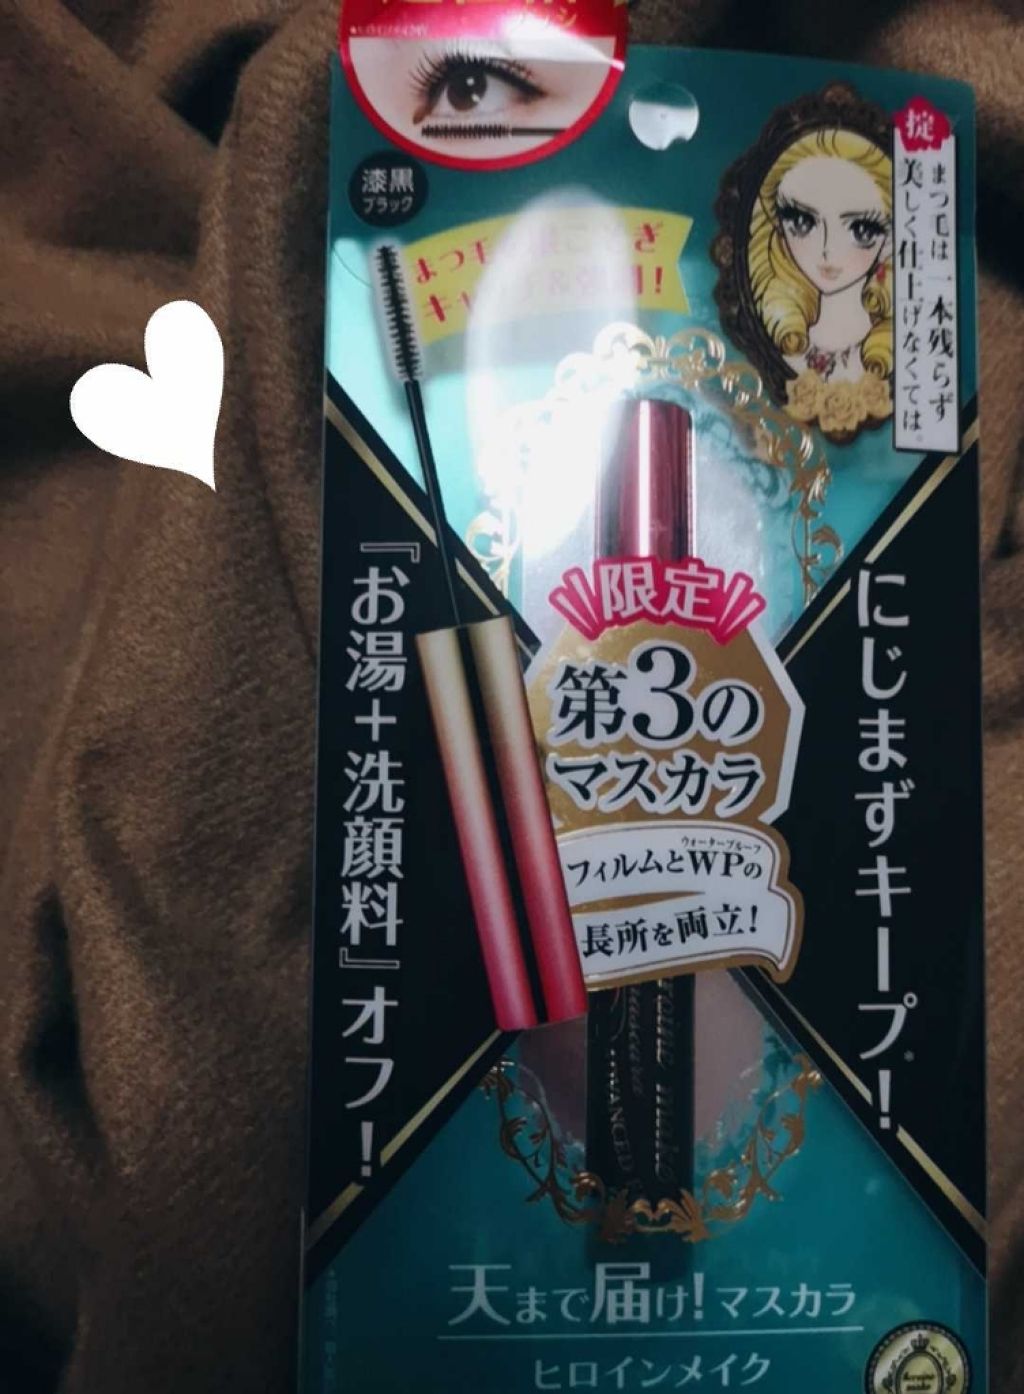 ブラシ
漆黒
ブラック
掟
まつ毛は一本残らず
美しく仕上げなくては。
限定
第3の
マスカラ
ウォータープルーフ
フィルムとWPの
長所を両立!
にじまずキープ*!
『お湯+洗顔料』オフ!
天まで届け!マスカラ
ヒロインメイク